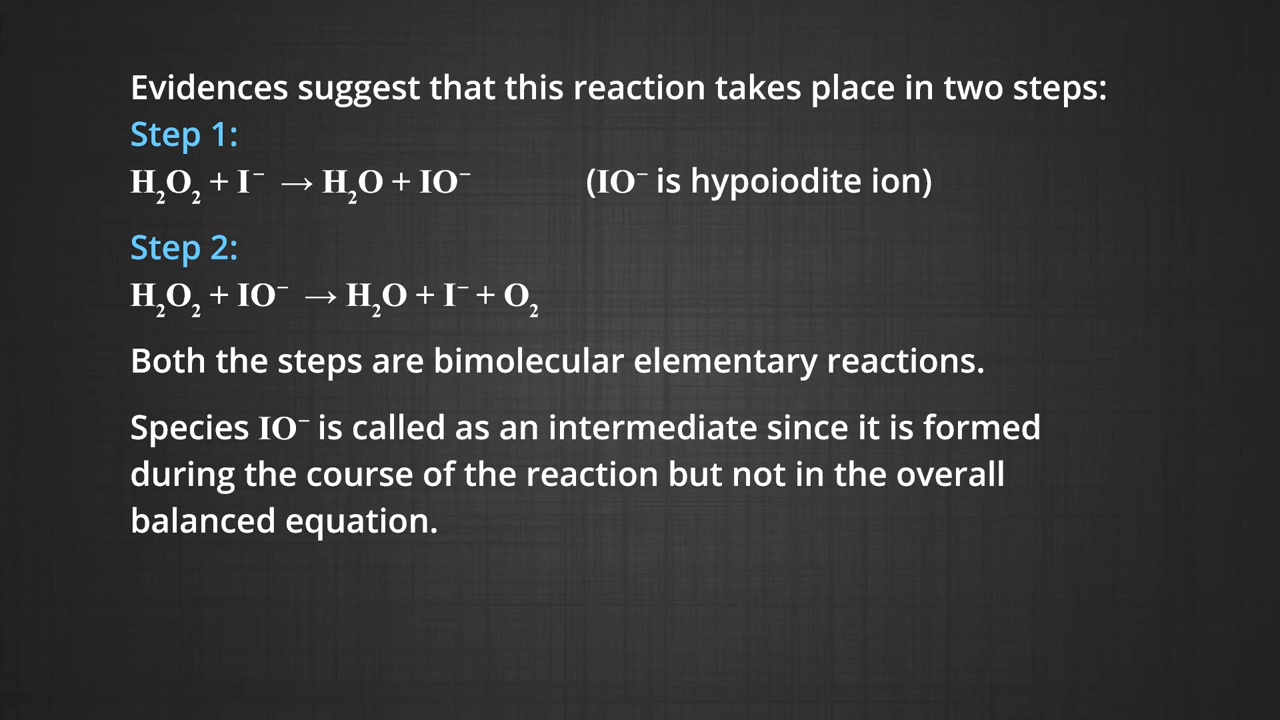 Evidences suggest that this reaction takes place in two steps:
Step 1:
H₂O₂ + I⁻ → H₂O + IO⁻ (IO⁻ is hypoiodite ion)
Step 2:
H₂O₂ + IO⁻ → H₂O + I⁻ + O₂
Both the steps are bimolecular elementary reactions.
Species IO⁻ is called as an intermediate since it is formed
during the course of the reaction but not in the overall
balanced equation.